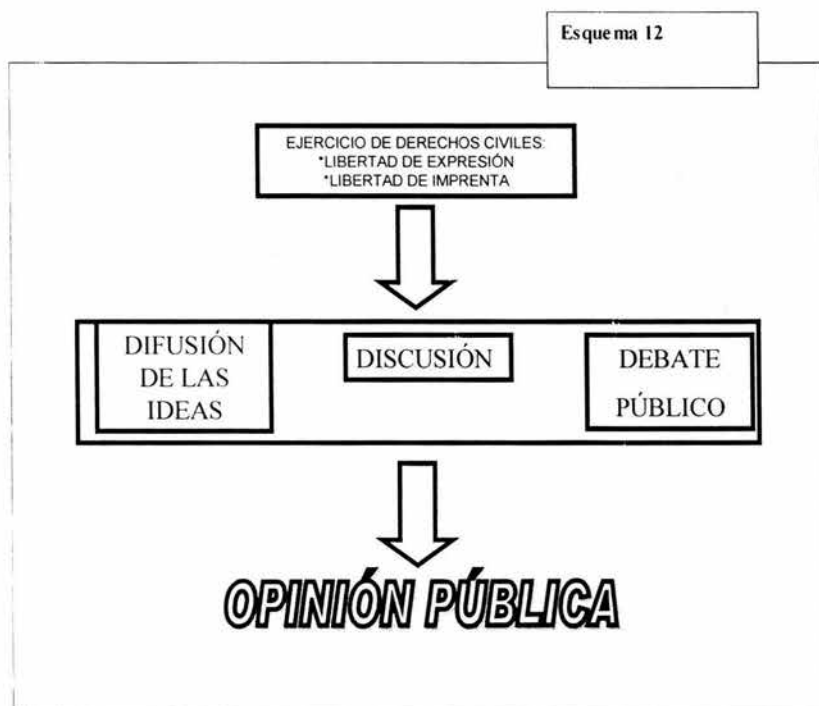 Esquema 12
EJERCICIO DE DERECHOS CIVILES:
*LIBERTAD DE EXPRESIÓN
*LIBERTAD DE IMPRENTA
DIFUSIÓN
DE LAS
IDEAS
DISCUSIÓN
DEBATE
PÚBLICO
OPINIÓN PÚBLICA